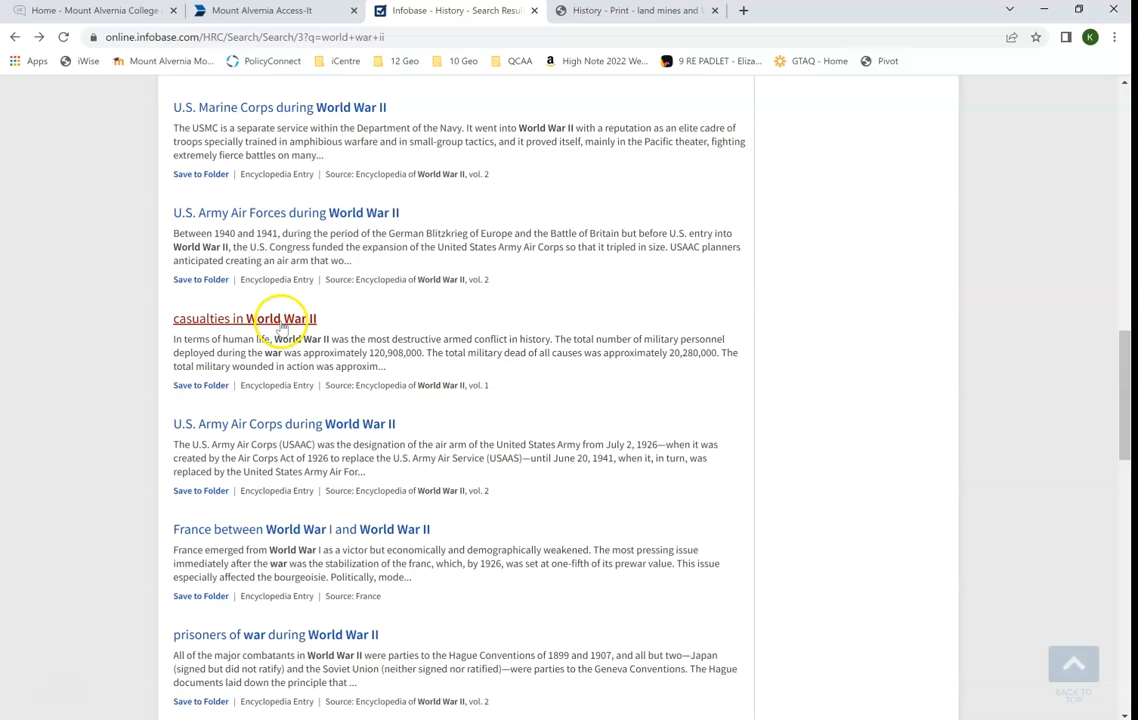 Home - Mount Alvernia College
Mount Alvernia Access-It
Infobase - History - Search Resul
History - Print - land mines and
online.infobase.com/HRC/Search/Search/3?q=world+war+ii
K
Apps
iWise
Mount Alvernia Mo...
PolicyConnect
iCentre
12 Geo
10 Geo
QCAA
High Note 2022 We...
9 RE PADLET - Eliza...
GTAQ - Home
Pivot
U.S. Marine Corps during World War II
The USMC is a separate service within the Department of the Navy. It went into World War II with a reputation as an elite cadre of
troops specially trained in amphibious warfare and in small-group tactics, and it proved itself, mainly in the Pacific theater, fighting
extremely fierce battles on many...
Save to Folder | Encyclopedia Entry | Source: Encyclopedia of World War II, vol. 2
U.S. Army Air Forces during World War II
Between 1940 and 1941, during the period of the German Blitzkrieg of Europe and the Battle of Britain but before U.S. entry into
World War II, the U.S. Congress funded the expansion of the United States Army Air Corps so that it tripled in size. USAAC planners
anticipated creating an air arm that wo...
Save to Folder | Encyclopedia Entry | Source: Encyclopedia of World War II, vol. 2
casualties in World War II
In terms of human life, World War II was the most destructive armed conflict in history. The total number of military personnel
deployed during the war was approximately 120,908,000. The total military dead of all causes was approximately 20,280,000. The
total military wounded in action was approxim...
Save to Folder | Encyclopedia Entry | Source: Encyclopedia of World War II, vol. 1
U.S. Army Air Corps during World War II
The U.S. Army Air Corps (USAAC) was the designation of the air arm of the United States Army from July 2, 1926—when it was
created by the Air Corps Act of 1926 to replace the U.S. Army Air Service (USAAS)—until June 20, 1941, when it, in turn, was
replaced by the United States Army Air For...
Save to Folder | Encyclopedia Entry | Source: Encyclopedia of World War II, vol. 2
France between World War I and World War II
France emerged from World War I as a victor but economically and demographically weakened. The most pressing issue
immediately after the war was the stabilization of the franc, which, by 1926, was set at one-fifth of its prewar value. This issue
especially affected the bourgeoisie. Politically, mode...
Save to Folder | Encyclopedia Entry | Source: France
prisoners of war during World War II
All of the major combatants in World War II were parties to the Hague Conventions of 1899 and 1907, and all but two—Japan
(signed but did not ratify) and the Soviet Union (neither signed nor ratified)—were parties to the Geneva Conventions. The Hague
documents laid down the principle that ...
Save to Folder | Encyclopedia Entry | Source: Encyclopedia of World War II, vol. 2
BACK TO
TOP